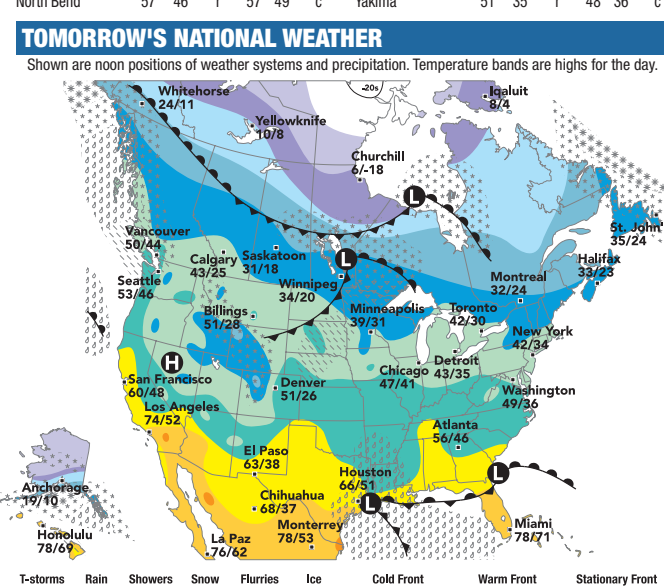 North Bend 57 46 r 57 49 c Yakima 51 35 r 48 36 c
TOMORROW'S NATIONAL WEATHER
Shown are noon positions of weather systems and precipitation. Temperature bands are highs for the day.
-20s
Whitehorse
24/11
Iqaluit
8/4
Yellowknife
10/8
Churchill
6/-18
L
St. John
35/24
Vancouver
50/44
Calgary
43/25
Saskatoon
31/18
L
Halifax
33/23
Seattle
53/46
Winnipeg
34/20
Montreal
32/24
Billings
51/28
Minneapolis
39/31
Toronto
42/30
New York
42/34
H
San Francisco
60/48
Denver
51/26
Chicago
47/41
Detroit
43/35
Washington
49/36
Los Angeles
74/52
Atlanta
56/46
El Paso
63/38
Houston
66/51
L
L
Anchorage
19/10
Chihuahua
68/37
Honolulu
78/69
La Paz
76/62
Monterrey
78/53
Miami
78/71
T-storms Rain Showers Snow Flurries Ice Cold Front Warm Front Stationary Front